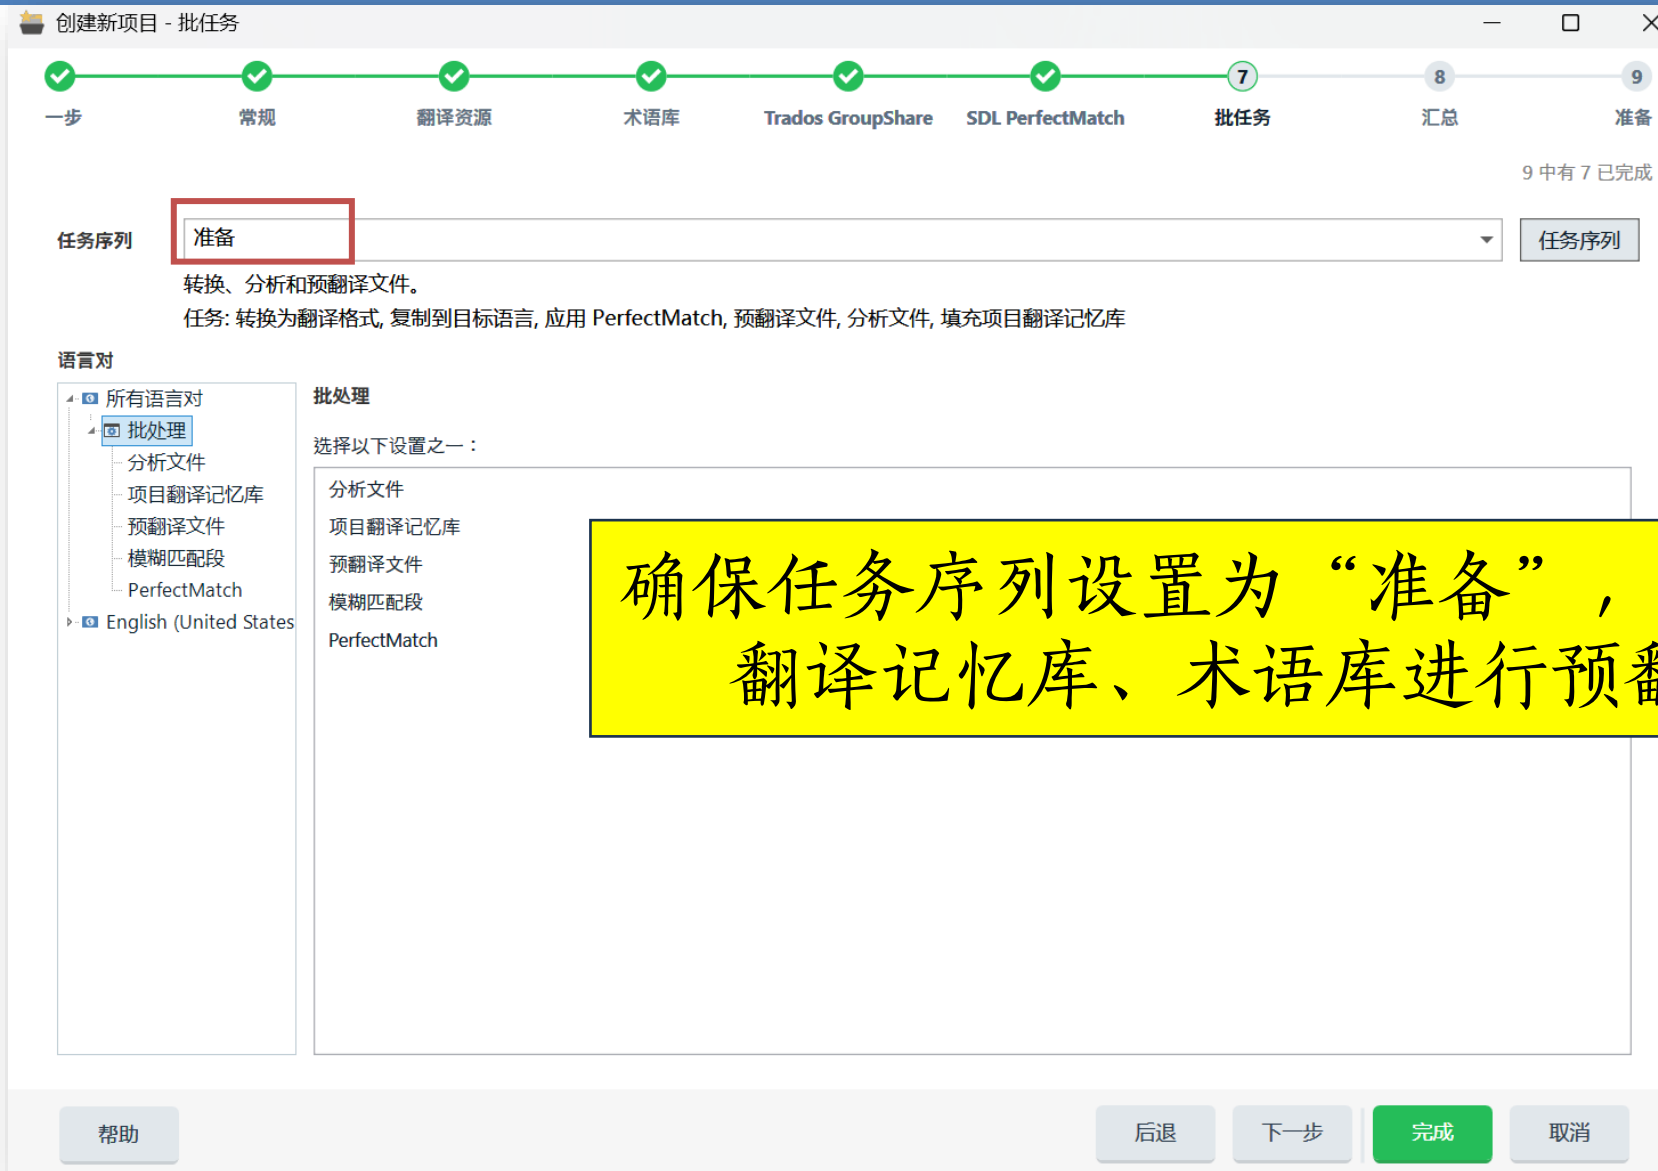 创建新项目 - 批任务
7 8 9
一步 常规 翻译资源 术语库 Trados GroupShare SDL PerfectMatch 批任务 汇总 准备
9 中有 7 已完成
任务序列 准备 任务序列
转换、分析和预翻译文件。
任务: 转换为翻译格式, 复制到目标语言, 应用 PerfectMatch, 预翻译文件, 分析文件, 填充项目翻译记忆库
语言对
所有语言对
批处理
分析文件
项目翻译记忆库
预翻译文件
模糊匹配段
PerfectMatch
English (United States
批处理
选择以下设置之一：
分析文件
项目翻译记忆库
预翻译文件
模糊匹配段
PerfectMatch
确保任务序列设置为“准备”，
翻译记忆库、术语库进行预
帮助 后退 下一步 完成 取消